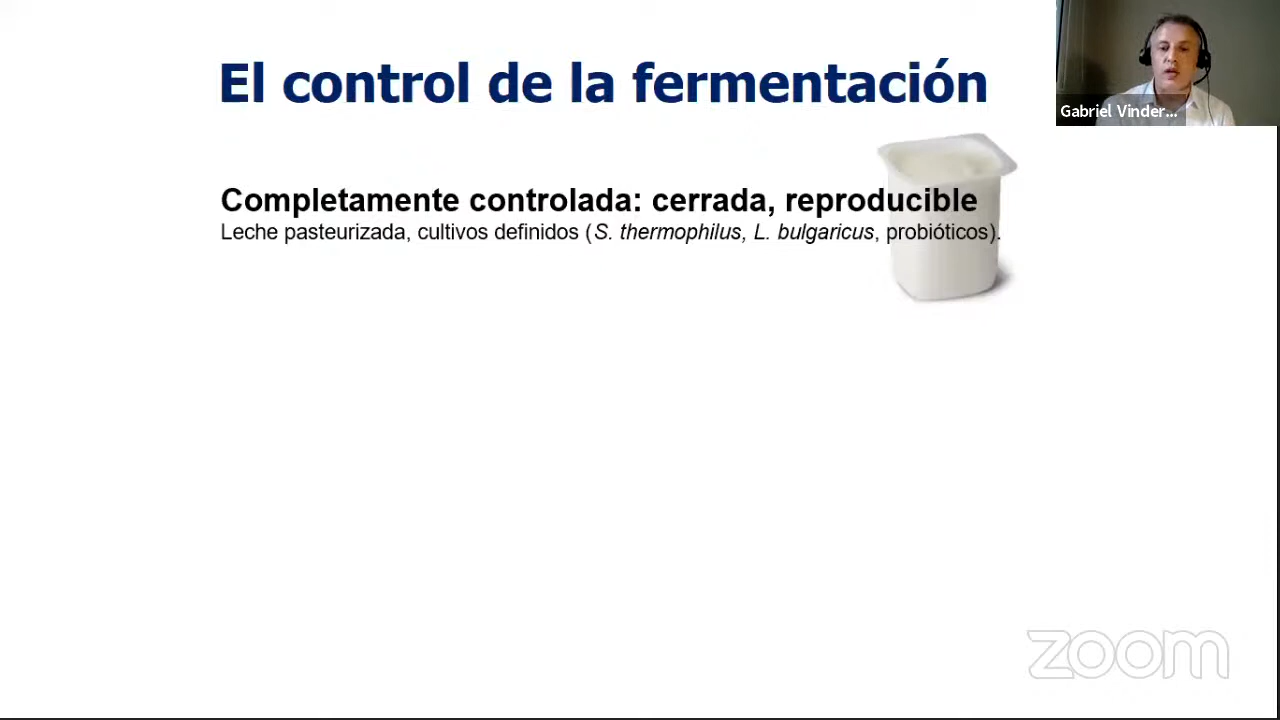 El control de la fermentación
Gabriel Vinder...
Completamente controlada: cerrada, reproducible
Leche pasteurizada, cultivos definidos (S. thermophilus, L. bulgaricus, probióticos).
zoom